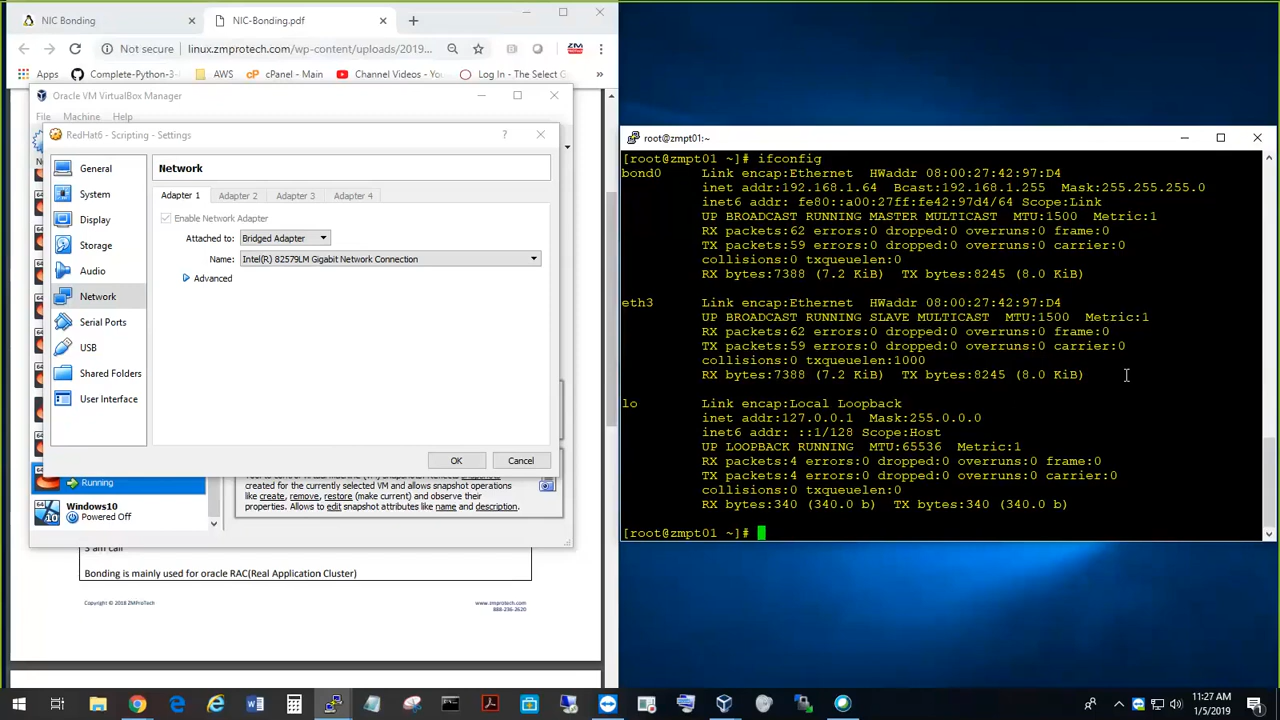 NIC Bonding
NIC-Bonding.pdf
Not secure
linux.zmprotech.com/wp-content/uploads/2019...
Apps
Complete-Python-3-
AWS
cPanel - Main
Channel Videos - Yo
Log In - The Select G
»
Oracle VM VirtualBox Manager
File Machine Help
RedHat6 - Scripting - Settings
General
System
Display
Storage
Audio
Network
Serial Ports
USB
Shared Folders
User Interface
Network
Adapter 1 Adapter 2 Adapter 3 Adapter 4
Enable Network Adapter
Attached to: Bridged Adapter
Name: Intel(R) 82579LM Gigabit Network Connection
Advanced
OK Cancel
Running
Windows10
Powered Off
created for the currently selected VM and allows snapshot operations
like create, remove, restore (make current) and observe their
properties. Allows to edit snapshot attributes like name and description.
3 am call
Bonding is mainly used for oracle RAC(Real Application Cluster)
Copyright © 2018 ZMProTech
www.zmprotech.com
888-236-2620
root@zmpt01:~
[root@zmpt01 ~]# ifconfig
bond0 Link encap:Ethernet HWaddr 08:00:27:42:97:D4
inet addr:192.168.1.64 Bcast:192.168.1.255 Mask:255.255.255.0
inet6 addr: fe80::a00:27ff:fe42:97d4/64 Scope:Link
UP BROADCAST RUNNING MASTER MULTICAST MTU:1500 Metric:1
RX packets:62 errors:0 dropped:0 overruns:0 frame:0
TX packets:59 errors:0 dropped:0 overruns:0 carrier:0
collisions:0 txqueuelen:0
RX bytes:7388 (7.2 KiB) TX bytes:8245 (8.0 KiB)
eth3 Link encap:Ethernet HWaddr 08:00:27:42:97:D4
UP BROADCAST RUNNING SLAVE MULTICAST MTU:1500 Metric:1
RX packets:62 errors:0 dropped:0 overruns:0 frame:0
TX packets:59 errors:0 dropped:0 overruns:0 carrier:0
collisions:0 txqueuelen:1000
RX bytes:7388 (7.2 KiB) TX bytes:8245 (8.0 KiB)
lo Link encap:Local Loopback
inet addr:127.0.0.1 Mask:255.0.0.0
inet6 addr: ::1/128 Scope:Host
UP LOOPBACK RUNNING MTU:65536 Metric:1
RX packets:4 errors:0 dropped:0 overruns:0 frame:0
TX packets:4 errors:0 dropped:0 overruns:0 carrier:0
collisions:0 txqueuelen:0
RX bytes:340 (340.0 b) TX bytes:340 (340.0 b)
[root@zmpt01 ~]#
11:27 AM
1/5/2019